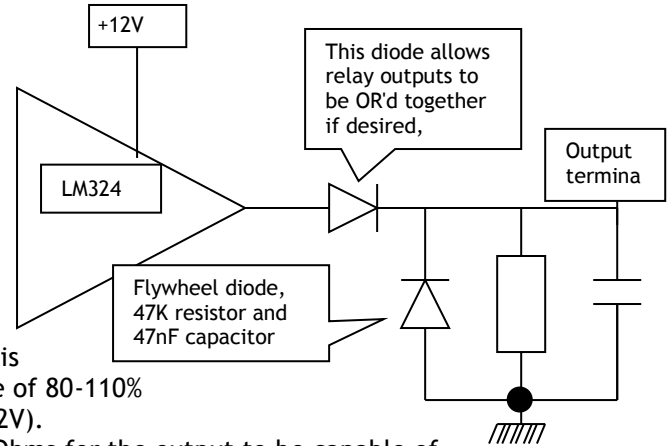 +12V
This diode allows
relay outputs to
be OR'd together
if desired,
Output
termina
LM324
Flywheel diode,
47K resistor and
47nF capacitor
is
e of 80-110%
2V).
Ohms for the output to be capable of